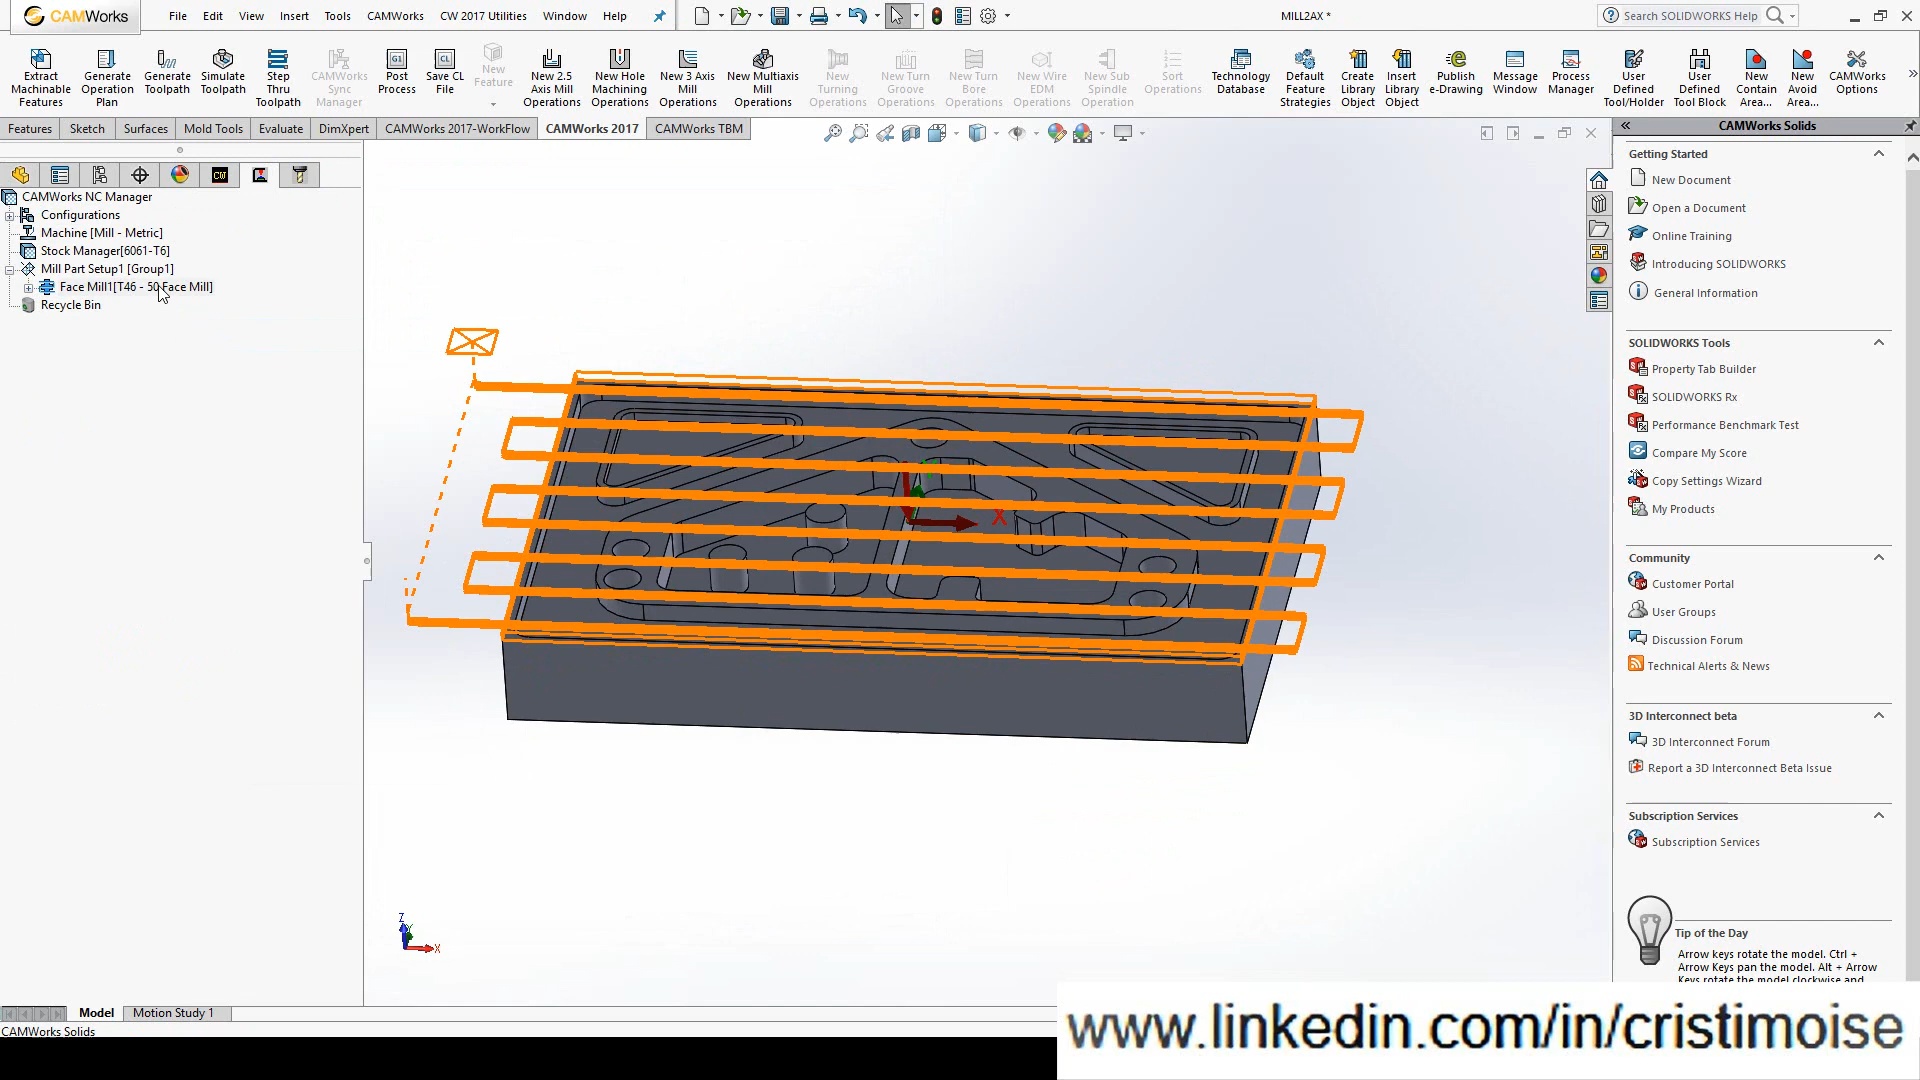 CAMWorks
File Edit View Insert Tools CAMWorks CW 2017 Utilities Window Help
MILL2AX *
Search SOLIDWORKS Help
Extract Machinable Features
Generate Operation Plan
Generate Toolpath
Simulate Toolpath
Step Thru Toolpath
CAMWorks Sync Manager
Post Process
Save CL File
New Feature
New 2.5 Axis Mill Operations
New Hole Machining Operations
New 3 Axis Mill Operations
New Multiaxis Mill Operations
New Turning Operations
New Turn Groove Operations
New Turn Bore Operations
New Wire EDM Operations
New Sub Spindle Operation
Sort Operations
Technology Database
Default Feature Strategies
Create Library Object
Insert Library Object
Publish e-Drawing
Message Window
Process Manager
User Defined Tool/Holder
User Defined Tool Block
New Contain Area...
New Avoid Area...
CAMWorks Options
Features Sketch Surfaces Mold Tools Evaluate DimXpert CAMWorks 2017-WorkFlow CAMWorks 2017 CAMWorks TBM
CAMWorks NC Manager
Configurations
Machine [Mill - Metric]
Stock Manager[6061-T6]
Mill Part Setup1 [Group1]
Face Mill1[T46 - 50 Face Mill]
Recycle Bin
X
Z
X
CAMWorks Solids
Getting Started
New Document
Open a Document
Online Training
Introducing SOLIDWORKS
General Information
SOLIDWORKS Tools
Property Tab Builder
SOLIDWORKS Rx
Performance Benchmark Test
Compare My Score
Copy Settings Wizard
My Products
Community
Customer Portal
User Groups
Discussion Forum
Technical Alerts & News
3D Interconnect beta
3D Interconnect Forum
Report a 3D Interconnect Beta Issue
Subscription Services
Subscription Services
Tip of the Day
Arrow keys rotate the model. Ctrl +
Arrow Keys pan the model. Alt + Arrow
Keys rotate the model clockwise and
Model Motion Study 1
CAMWorks Solids
www.linkedin.com/in/cristimoise